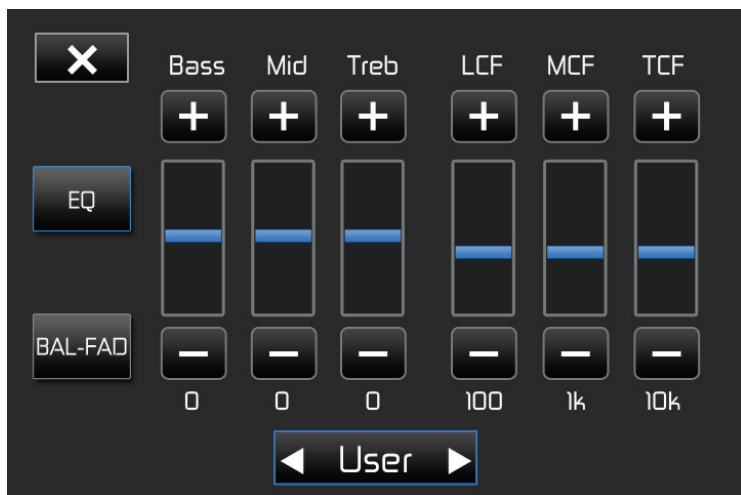 Bass Mid Treb LCF MCF TCF
EQ
BAL-FAD
0 0 0 100 1k 10k
User